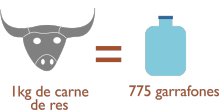 1kg de carne
de res
775 garrafones